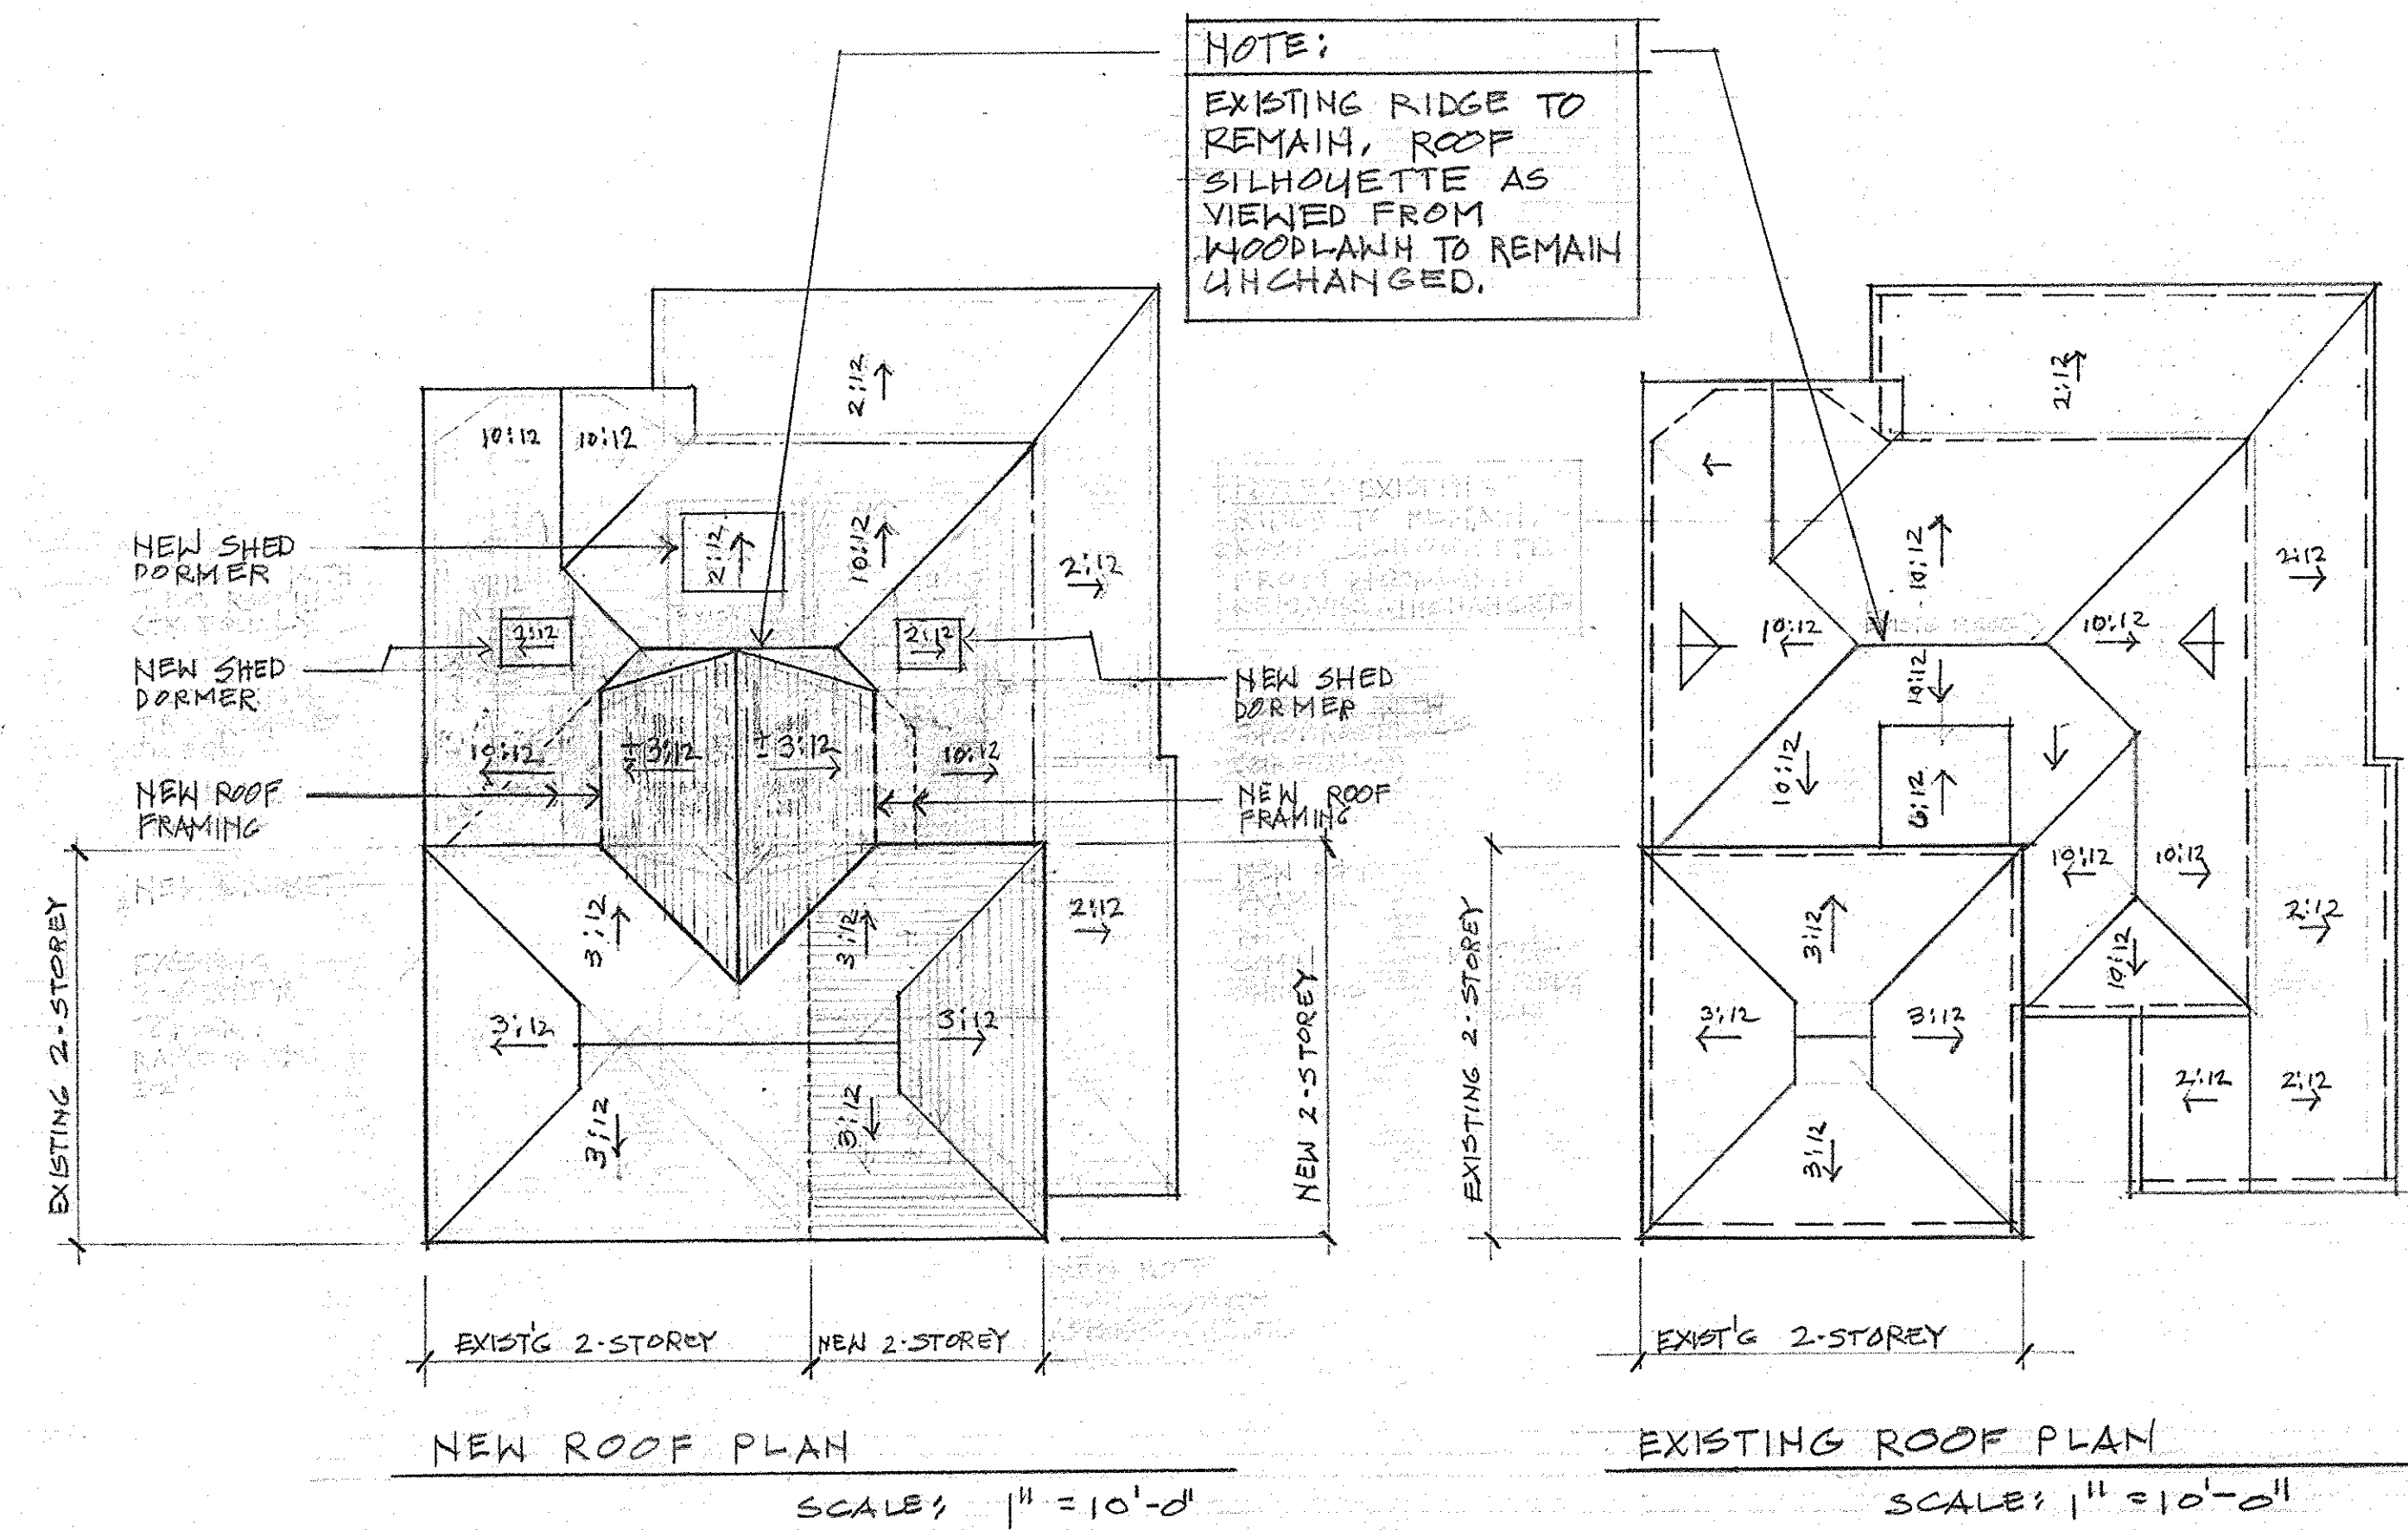 NOTE:
EXISTING RIDGE TO
REMAIN, ROOF
SILHOUETTE AS
VIEWED FROM
WOODLAWN TO REMAIN
UNCHANGED.
2:12
10:12
10:12
NEW SHED
DORMER
2:12
10:12
2:12
2:12
2:12
NEW SHED
DORMER
NEW SHED
DORMER
10:12
±3:12
±3:12
10:12
NEW ROOF
FRAMING
NEW ROOF
FRAMING
EXISTING 2-STOREY
3:12
3:12
2:12
3:12
3:12
3:12
3:12
NEW 2-STOREY
EXIST'G 2-STOREY
NEW 2-STOREY
NEW ROOF PLAN
SCALE: 1" = 10'-0"
2:12
10:12
2:12
10:12
10:12
10:12
10:12
6:12
10:12
10:12
3:12
2:12
10:12
3:12
3:12
2:12
2:12
3:12
EXISTING 2-STOREY
EXIST'G 2-STOREY
EXISTING ROOF PLAN
SCALE: 1" = 10'-0"